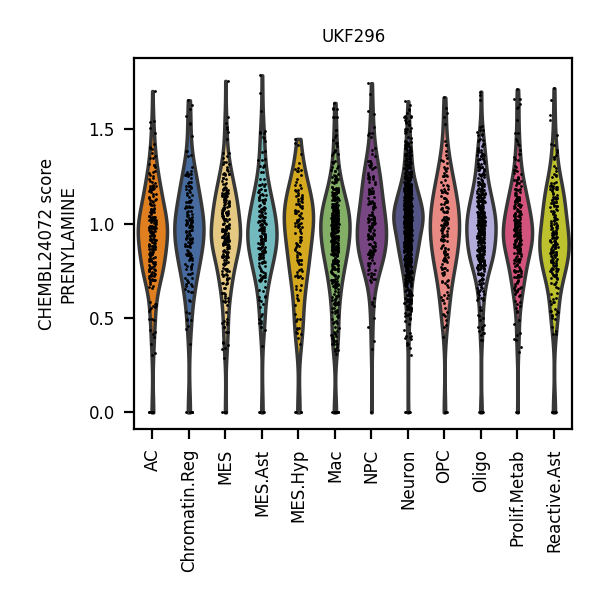 UKF296
CHEMBL24072 score
PRENYLAMINE
1.5
1.0
0.5
0.0
AC
Chromatin.Reg
MES
MES.Ast
MES.Hyp
Mac
NPC
Neuron
OPC
Oligo
Prolif.Metab
Reactive.Ast